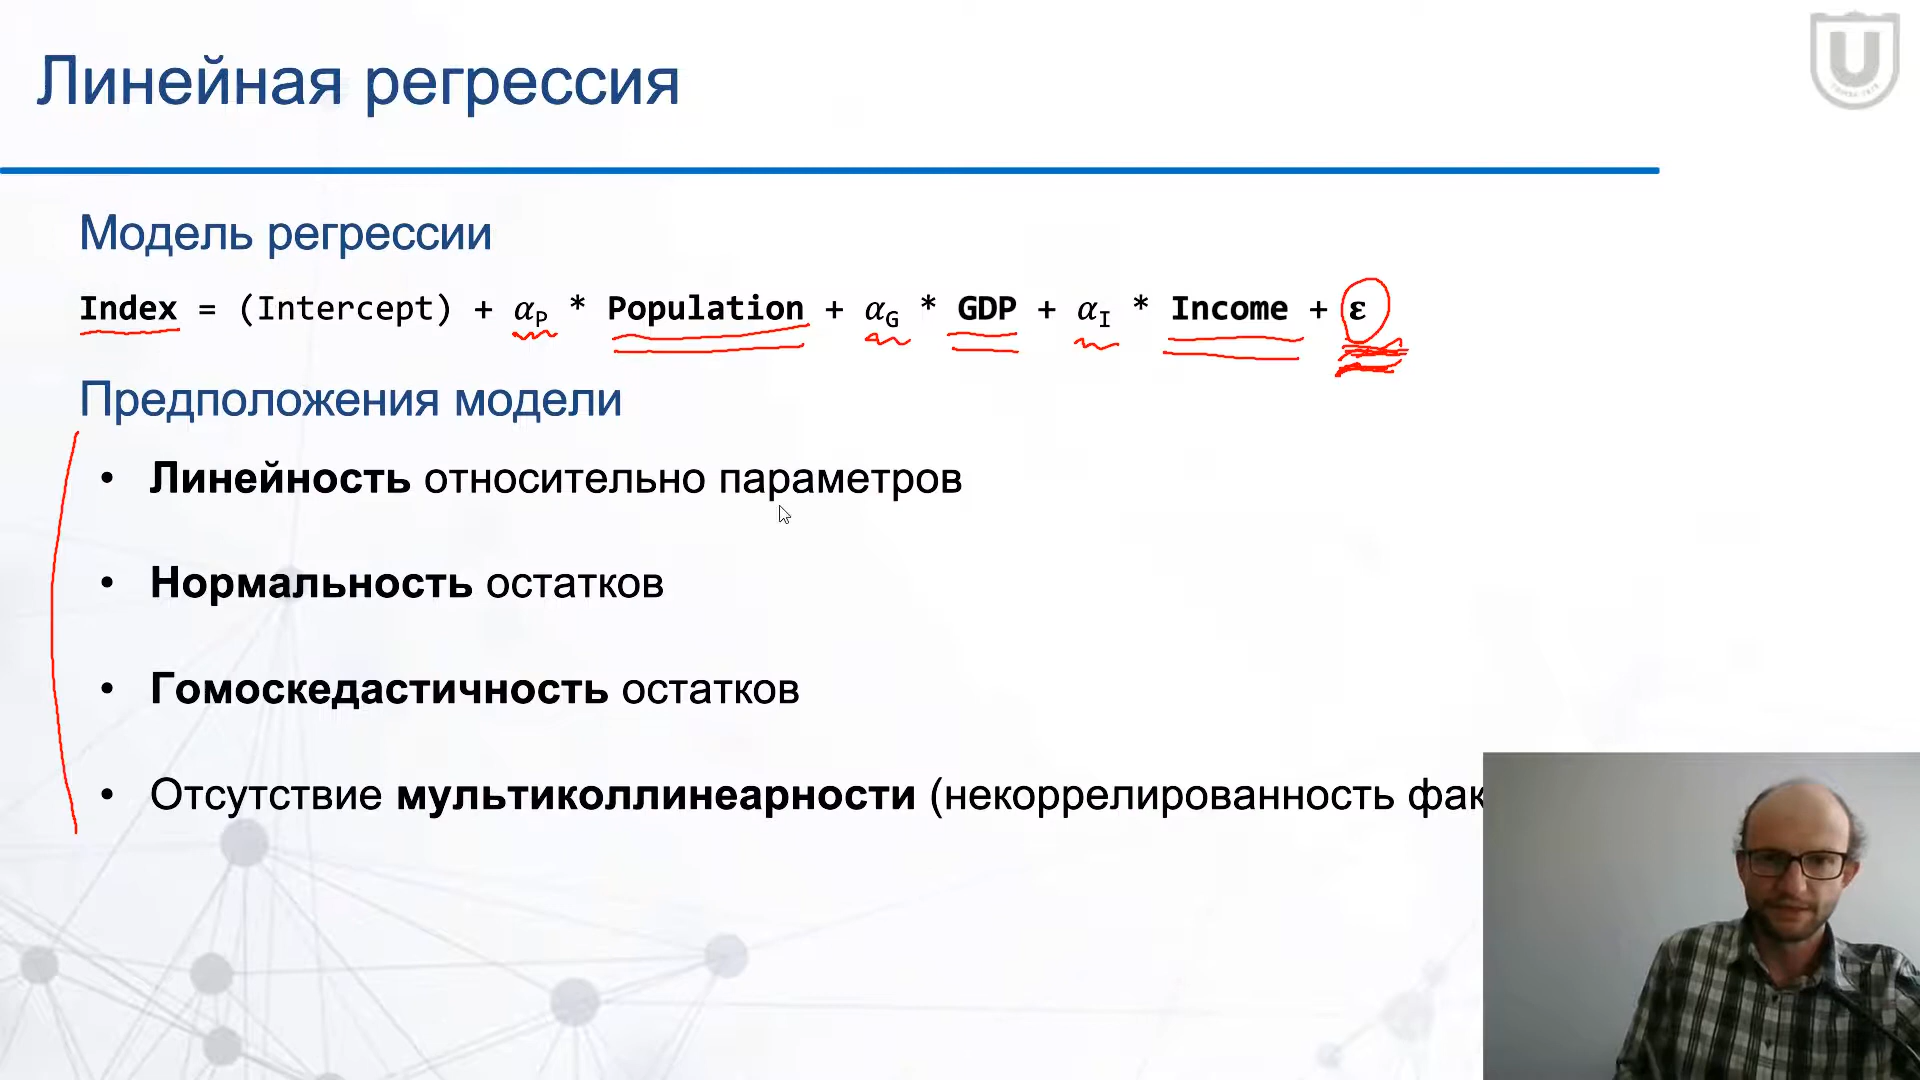 Линейная регрессия
Модель регрессии
Index = (Intercept) + αP * Population + αG * GDP + αI * Income + ε
Предположения модели
• Линейность относительно параметров
• Нормальность остатков
• Гомоскедастичность остатков
• Отсутствие мультиколлинеарности (некоррелированность фак